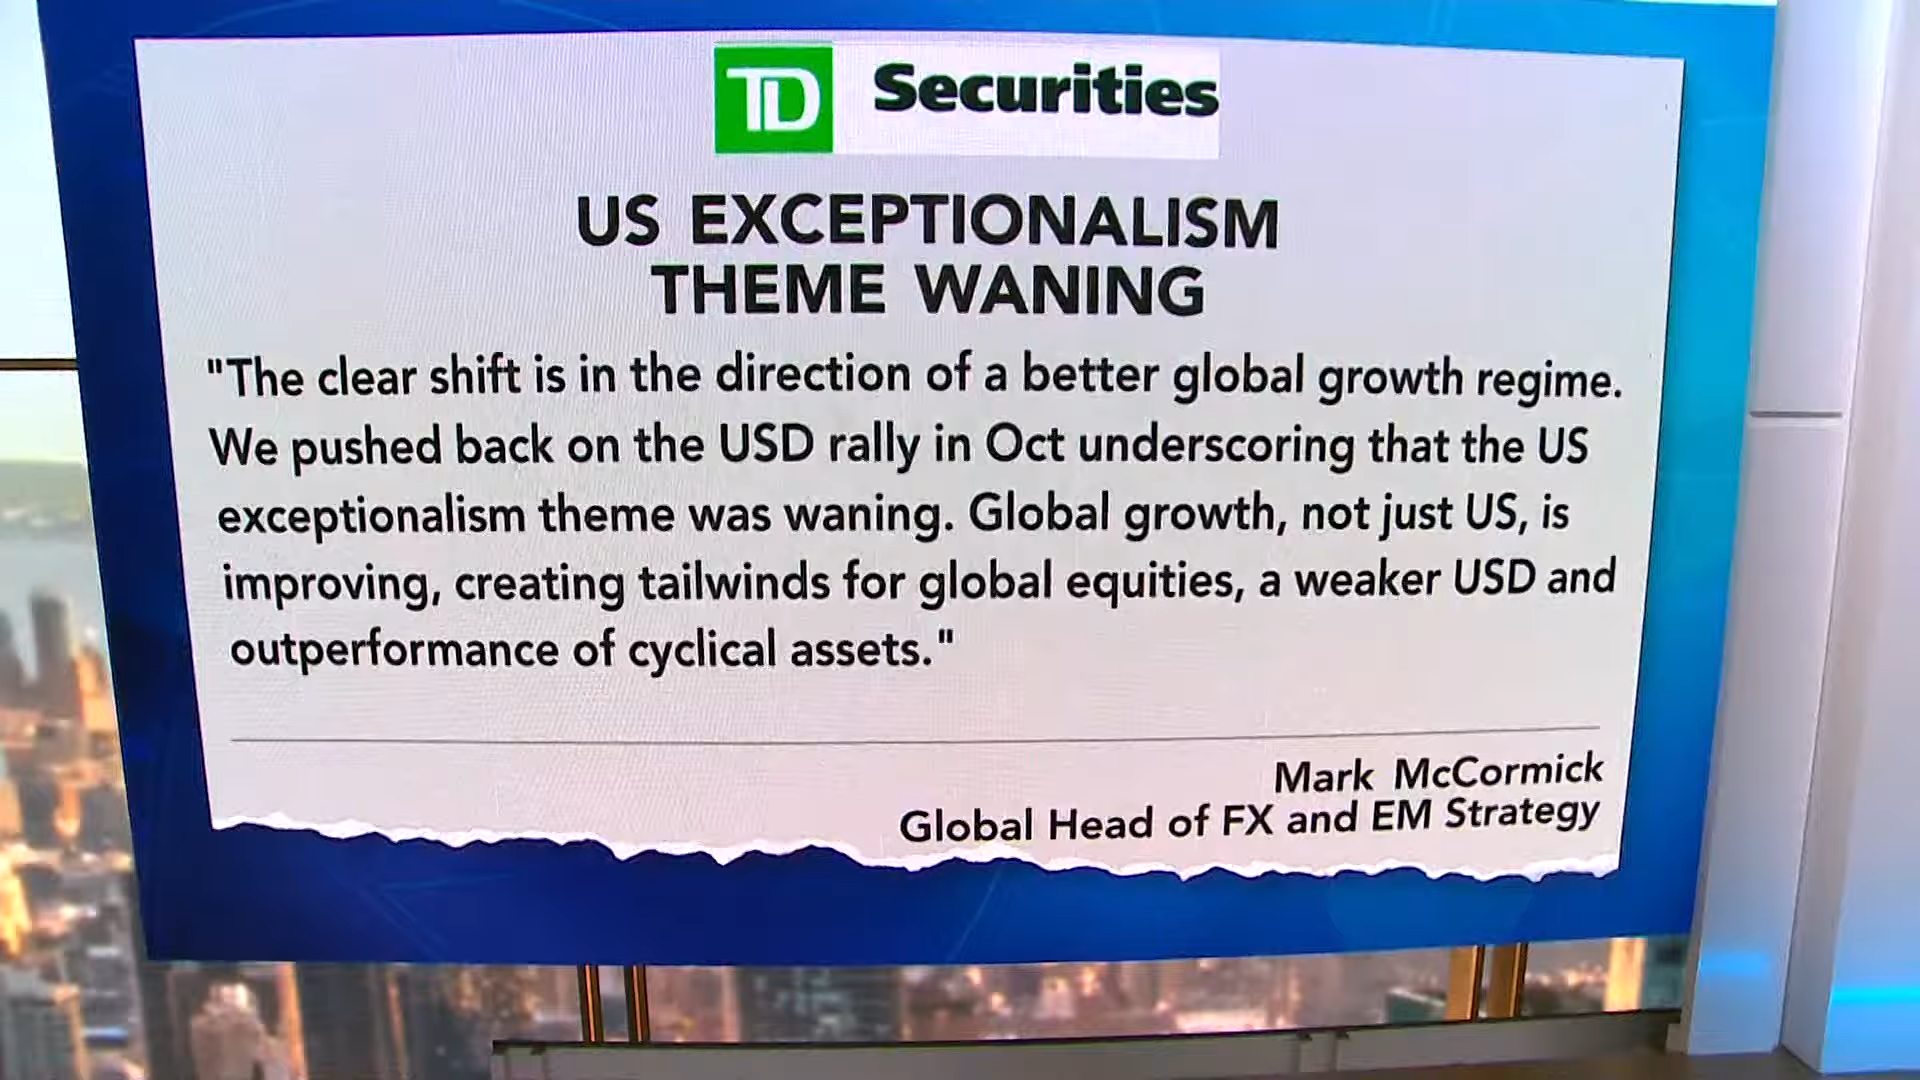 TD Securities
US EXCEPTIONALISM
THEME WANING
"The clear shift is in the direction of a better global growth regime.
We pushed back on the USD rally in Oct underscoring that the US
exceptionalism theme was waning. Global growth, not just US, is
improving, creating tailwinds for global equities, a weaker USD and
outperformance of cyclical assets."
Mark McCormick
Global Head of FX and EM Strategy